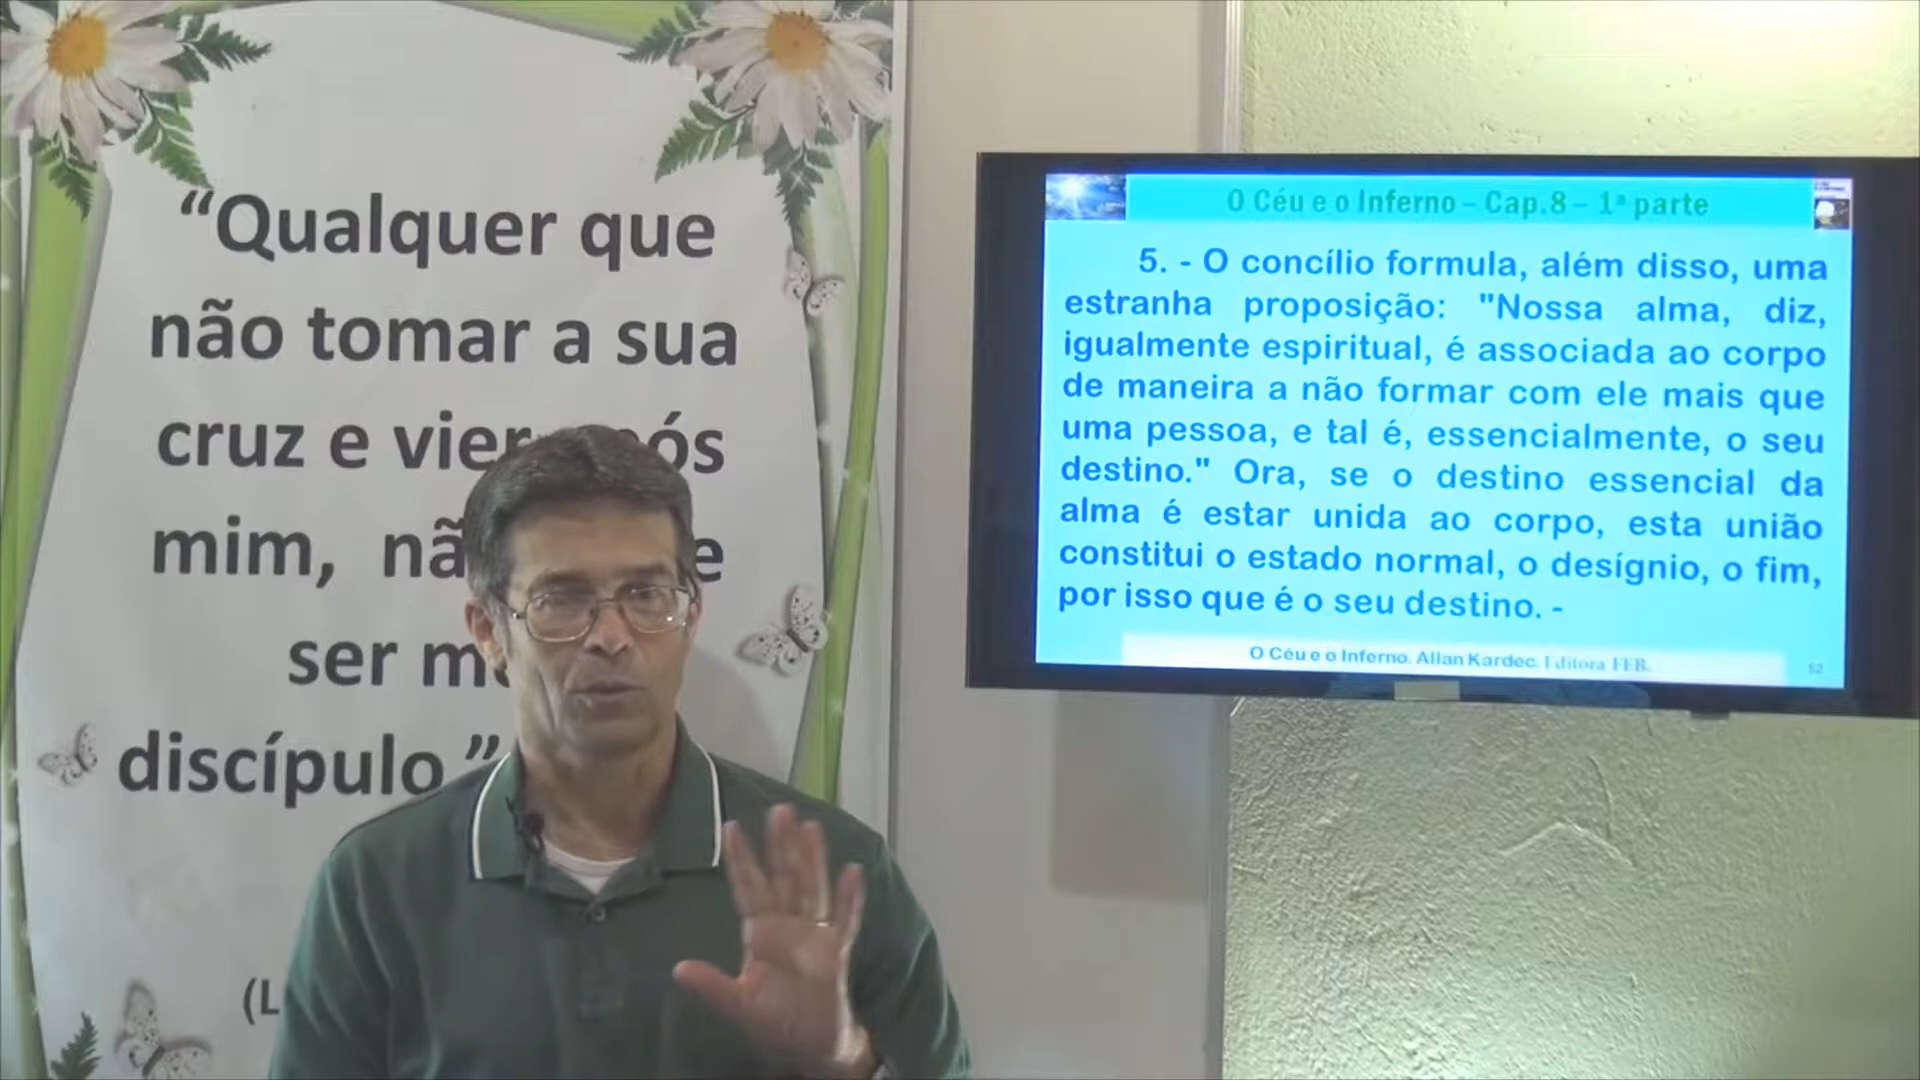 “Qualquer que
não tomar a sua
cruz e vier ós
mim, nã e
ser m
discípulo.”
(L
O Céu e o Inferno – Cap.8 – 1ª parte
5. - O concílio formula, além disso, uma
estranha proposição: "Nossa alma, diz,
igualmente espiritual, é associada ao corpo
de maneira a não formar com ele mais que
uma pessoa, e tal é, essencialmente, o seu
destino." Ora, se o destino essencial da
alma é estar unida ao corpo, esta união
constitui o estado normal, o desígnio, o fim,
por isso que é o seu destino. -
O Céu e o Inferno. Allan Kardec. Editora FEB.
52